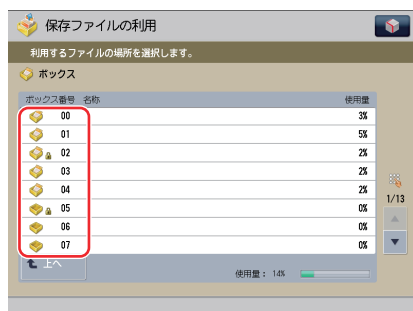 保存ファイルの利用
利用するファイルの場所を選択します。
ボックス
ボックス番号 名称 使用量
00 3%
01 5%
02 2%
03 2%
04 2%
05 0%
06 0%
07 0%
1/13
上へ
使用量： 14%